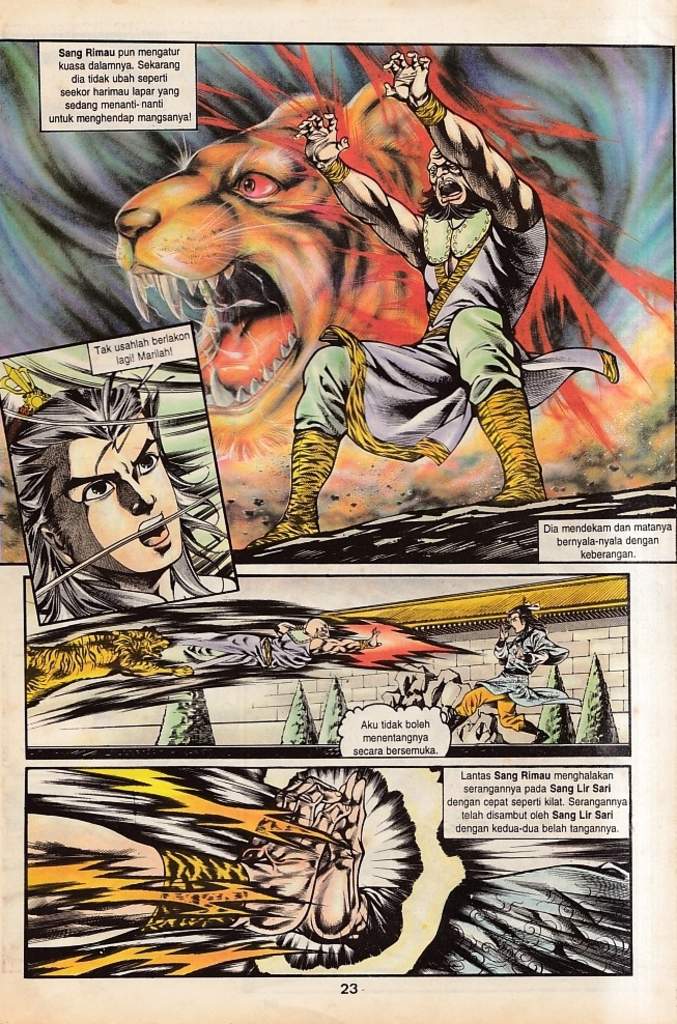 Sang Rimau pun mengatur
kuasa dalamnya. Sekarang
dia tidak ubah seperti
seekor harimau lapar yang
sedang menanti- nanti
untuk menghendap mangsanya!
Tak usahlah berlakon
lagi! Marilah!
Dia mendekam dan matanya
bernyala-nyala dengan
keberangan.
Aku tidak boleh
menentangnya
secara bersemuka.
Lantas Sang Rimau menghalakan
serangannya pada Sang Lir Sari
dengan cepat seperti kilat. Serangannya
telah disambut oleh Sang Lir Sari
dengan kedua-dua belah tangannya.
23